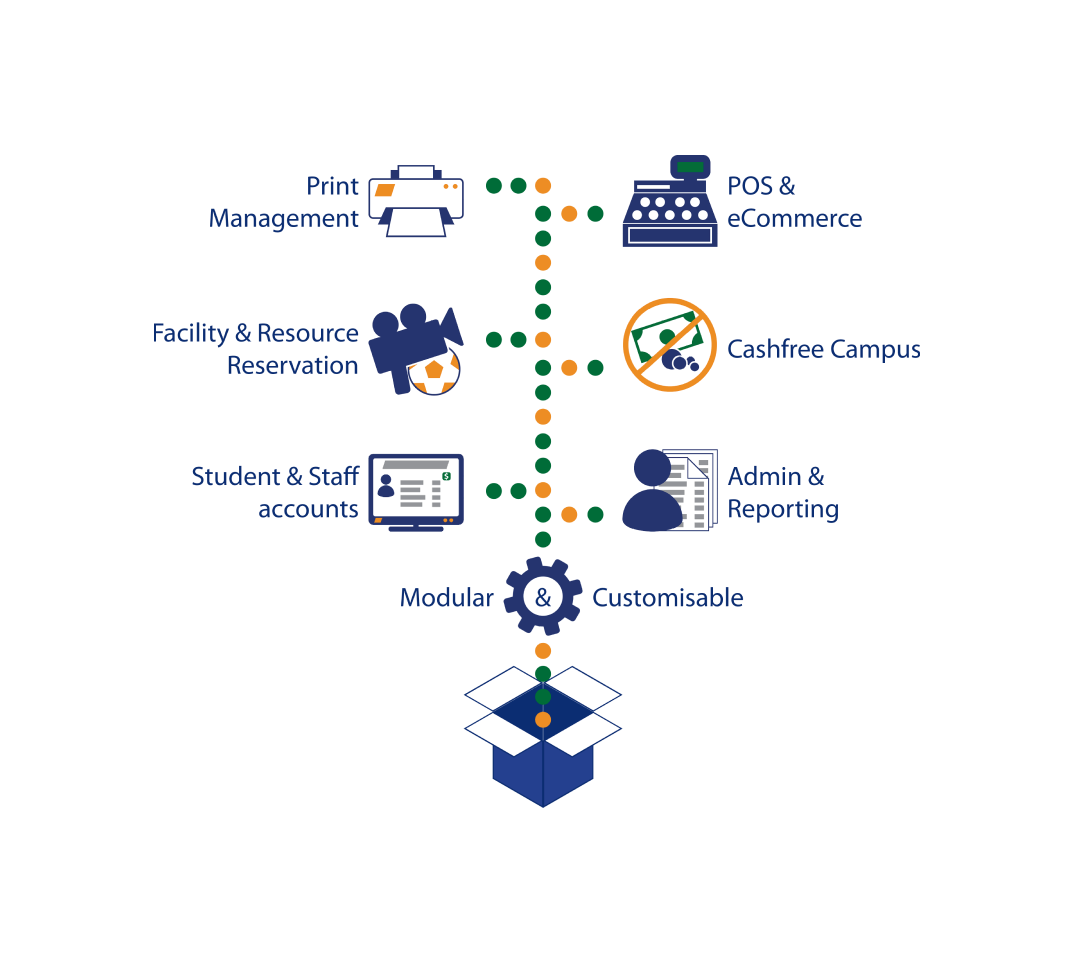 Print
Management
POS &
eCommerce
Facility & Resource
Reservation
Cashfree Campus
Student & Staff
accounts
$
Admin &
Reporting
Modular & Customisable